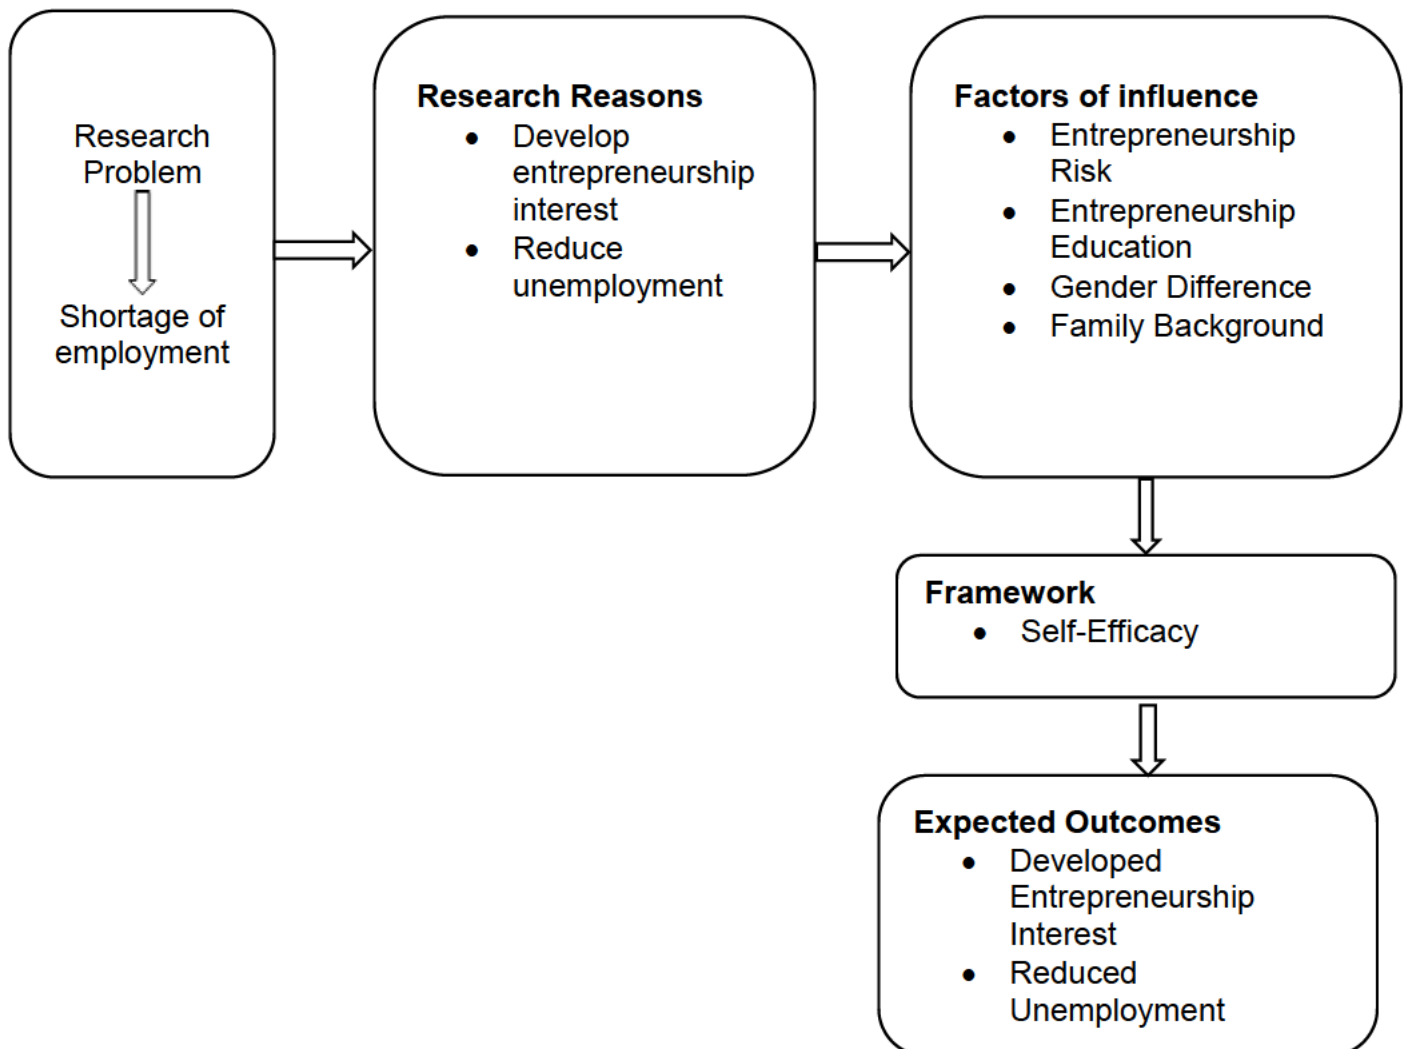 Research
Problem
Shortage of
employment
Research Reasons
● Develop
entrepreneurship
interest
● Reduce
unemployment
Factors of influence
● Entrepreneurship
Risk
● Entrepreneurship
Education
● Gender Difference
● Family Background
Framework
● Self-Efficacy
Expected Outcomes
● Developed
Entrepreneurship
Interest
● Reduced
Unemployment